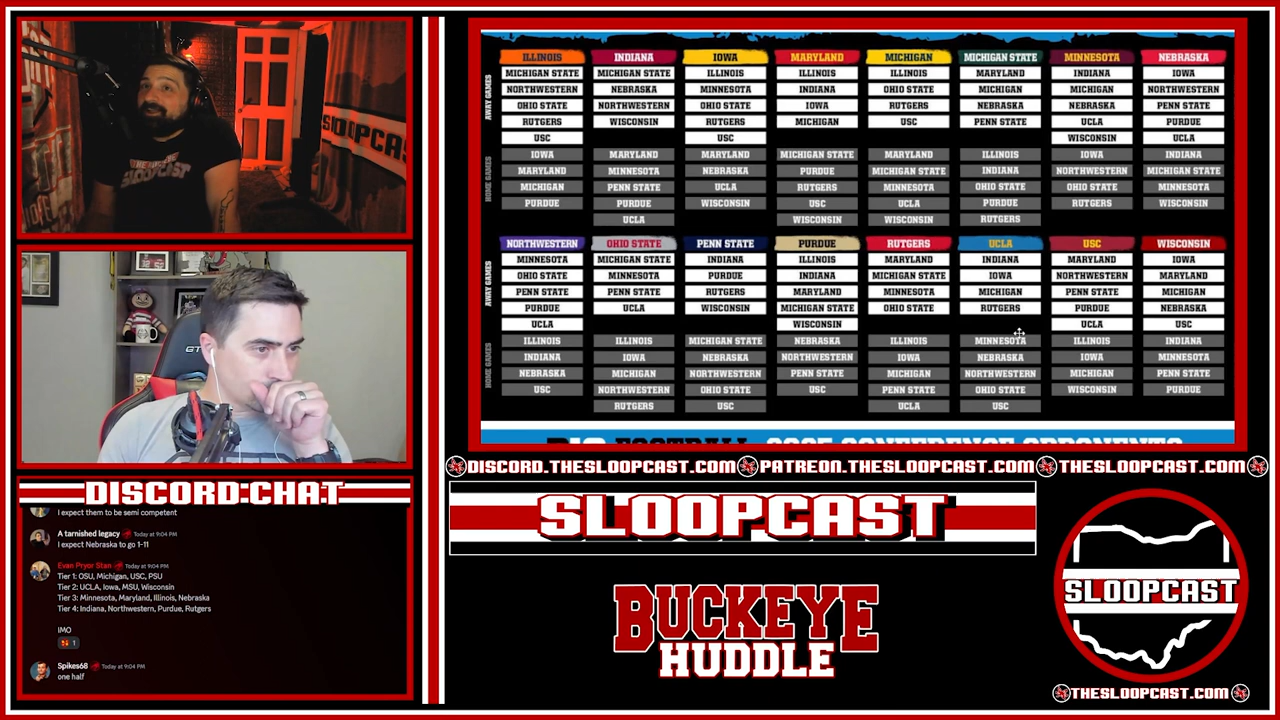 SLOOPCAST
SLOOPCAST
DISCORD:CHAT
I expect them to be semi competent
A tarnished legacy Today at 9:04 PM
I expect Nebraska to go 1-11
Evan Pryor Stan Today at 9:04 PM
Tier 1: OSU, Michigan, USC, PSU
Tier 2: UCLA, Iowa, MSU, Wisconsin
Tier 3: Minnesota, Maryland, Illinois, Nebraska
Tier 4: Indiana, Northwestern, Purdue, Rutgers
IMO
1
Spikes68 Today at 9:04 PM
one half
ILLINOIS INDIANA IOWA MARYLAND MICHIGAN MICHIGAN STATE MINNESOTA NEBRASKA
AWAY GAMES
MICHIGAN STATE MICHIGAN STATE ILLINOIS ILLINOIS ILLINOIS MARYLAND INDIANA IOWA
NORTHWESTERN NEBRASKA MINNESOTA INDIANA OHIO STATE MICHIGAN MICHIGAN NORTHWESTERN
OHIO STATE NORTHWESTERN OHIO STATE IOWA RUTGERS NEBRASKA NEBRASKA PENN STATE
RUTGERS WISCONSIN RUTGERS MICHIGAN USC PENN STATE UCLA PURDUE
USC USC WISCONSIN UCLA
HOME GAMES
IOWA MARYLAND MARYLAND MICHIGAN STATE MARYLAND ILLINOIS IOWA INDIANA
MARYLAND MINNESOTA NEBRASKA PURDUE MICHIGAN STATE INDIANA NORTHWESTERN MICHIGAN STATE
MICHIGAN PENN STATE UCLA RUTGERS MINNESOTA OHIO STATE OHIO STATE MINNESOTA
PURDUE PURDUE WISCONSIN USC UCLA PURDUE RUTGERS WISCONSIN
UCLA WISCONSIN WISCONSIN RUTGERS
NORTHWESTERN OHIO STATE PENN STATE PURDUE RUTGERS UCLA USC WISCONSIN
AWAY GAMES
MINNESOTA MICHIGAN STATE INDIANA ILLINOIS MARYLAND INDIANA MARYLAND IOWA
OHIO STATE MINNESOTA PURDUE INDIANA MICHIGAN STATE IOWA NORTHWESTERN MARYLAND
PENN STATE PENN STATE RUTGERS MARYLAND MINNESOTA MICHIGAN PENN STATE MICHIGAN
PURDUE UCLA WISCONSIN MICHIGAN STATE OHIO STATE RUTGERS PURDUE NEBRASKA
UCLA WISCONSIN UCLA USC
HOME GAMES
ILLINOIS ILLINOIS MICHIGAN STATE NEBRASKA ILLINOIS MINNESOTA ILLINOIS INDIANA
INDIANA IOWA NEBRASKA NORTHWESTERN IOWA NEBRASKA IOWA MINNESOTA
NEBRASKA MICHIGAN NORTHWESTERN PENN STATE MICHIGAN NORTHWESTERN MICHIGAN PENN STATE
USC NORTHWESTERN OHIO STATE USC PENN STATE OHIO STATE WISCONSIN PURDUE
RUTGERS USC UCLA USC
FOOTBALL 2025 CONFERENCE OPPONENTS
DISCORD.THESLOOPCAST.COM PATREON.THESLOOPCAST.COM THESLOOPCAST.COM
SLOOPCAST
BUCKEYE
HUDDLE
SLOOPCAST
THESLOOPCAST.COM